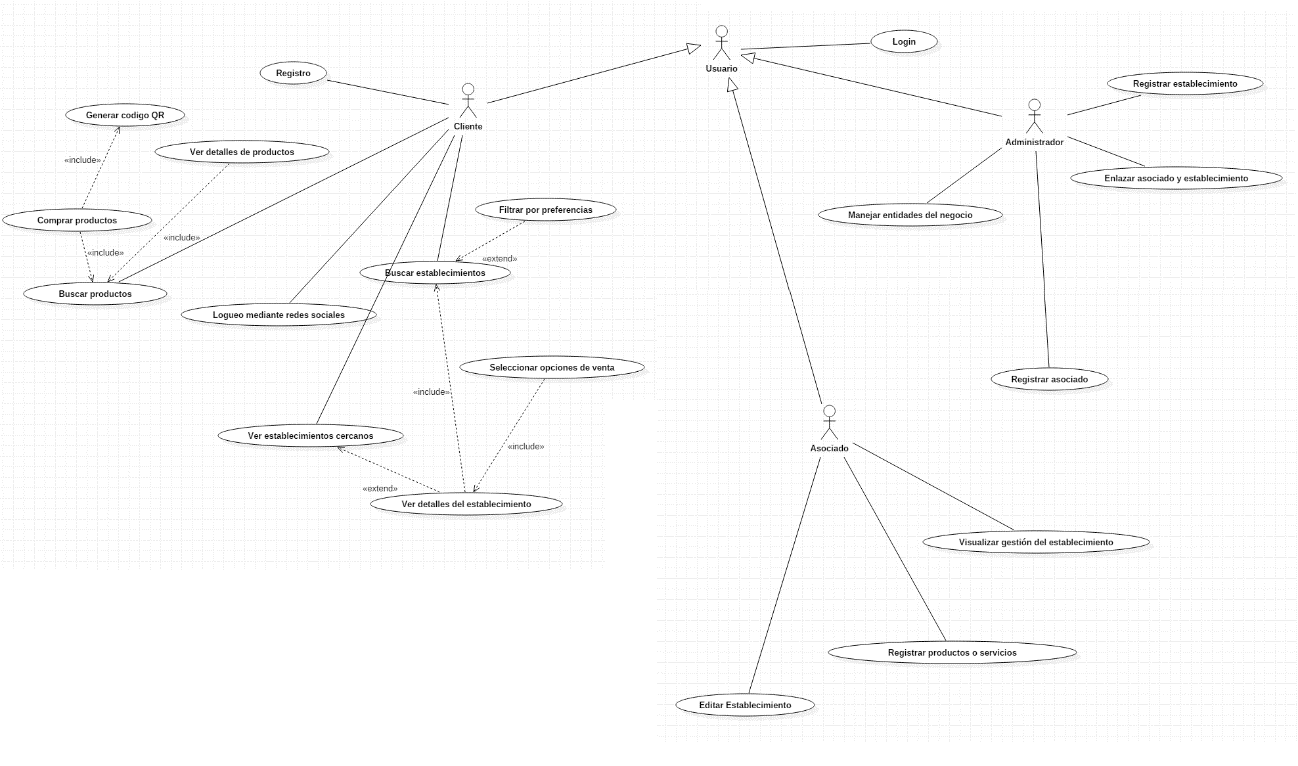 Login
Usuario
Registro
Registrar establecimiento
Generar codigo QR
Cliente
Administrador
Ver detalles de productos
«include»
Enlazar asociado y establecimiento
Filtrar por preferencias
Manejar entidades del negocio
Comprar productos
«include»
«include»
«extend»
Buscar establecimientos
Buscar productos
Logueo mediante redes sociales
Seleccionar opciones de venta
Registrar asociado
«include»
Ver establecimientos cercanos
«include»
Asociado
«extend»
Ver detalles del establecimiento
Visualizar gestión del establecimiento
Registrar productos o servicios
Editar Establecimiento